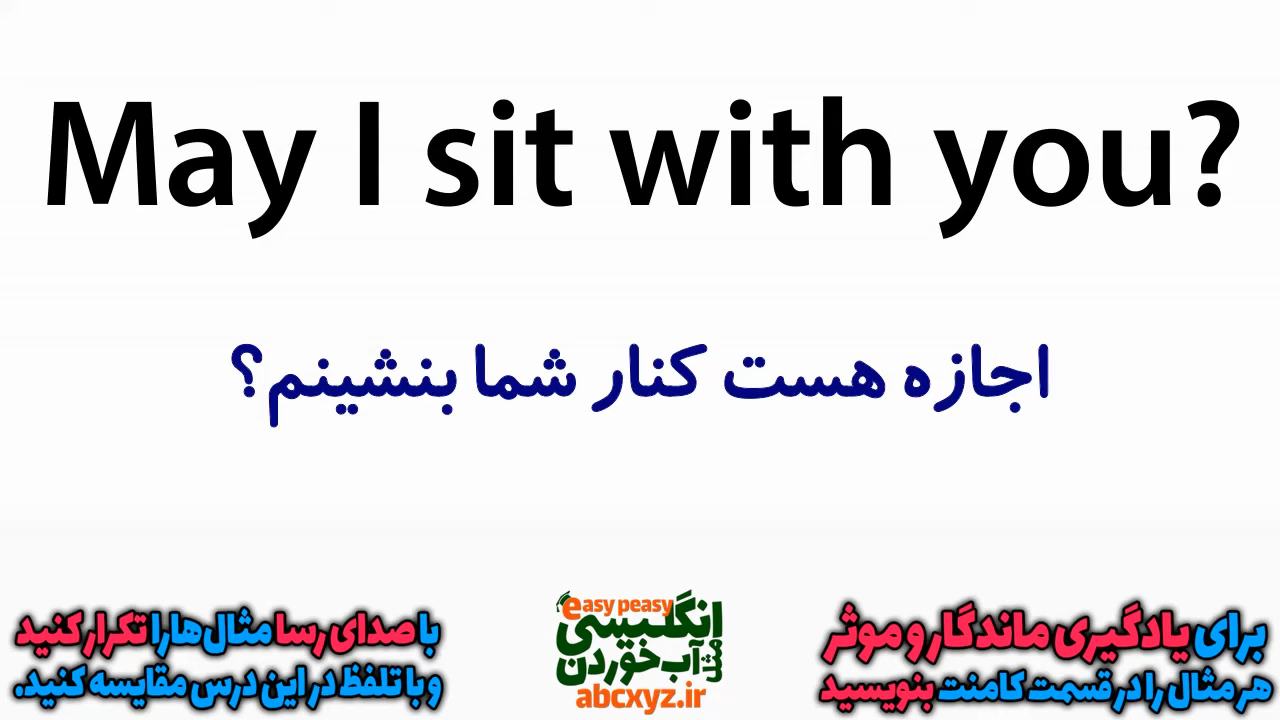 May I sit with you?
اجازه هست کنار شما بنشینم؟
برای یادگیری ماندگار و موثر
هر مثال را در قسمت کامنت بنویسید
easy peasy
انگلیسی
مثل آب خوردن
abcxyz.ir
با صدای رسا مثال‌ها را تکرار کنید
و با تلفظ در این درس مقایسه کنید.